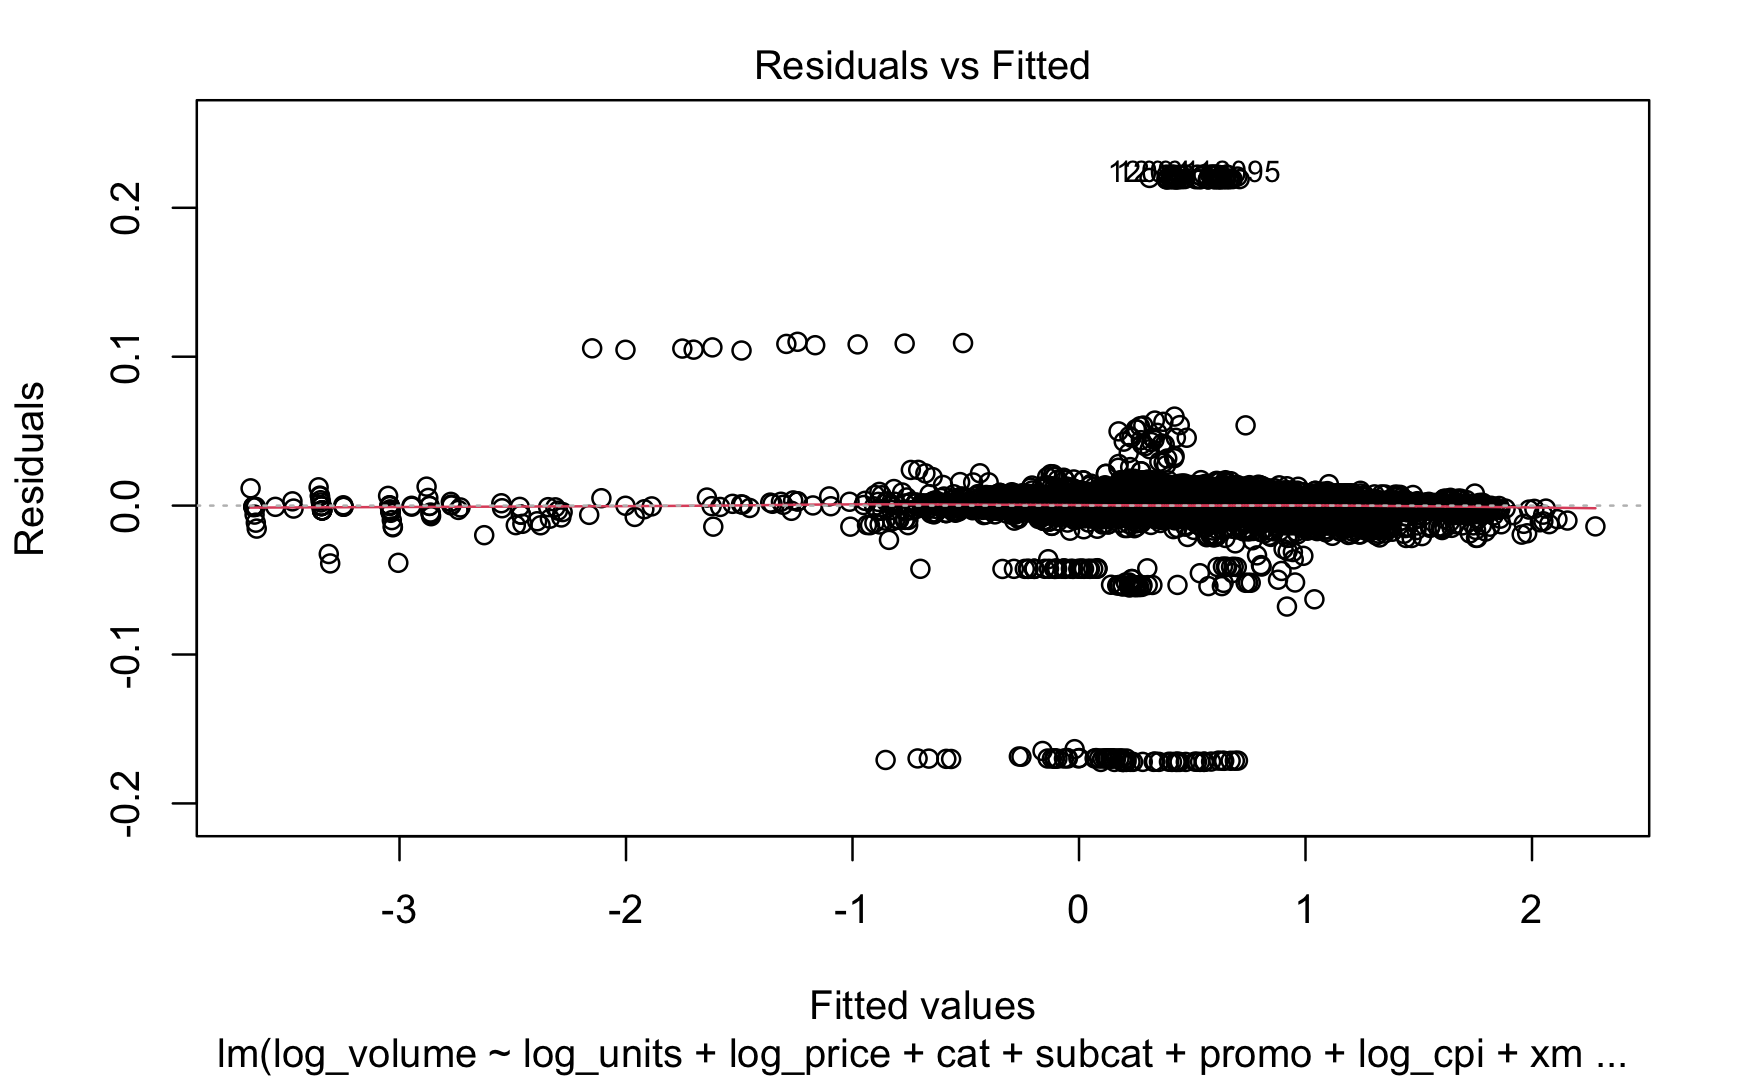 Residuals vs Fitted
Residuals
0.2
0.1
0.0
-0.1
-0.2
-3 -2 -1 0 1 2
Fitted values
lm(log_volume ~ log_units + log_price + cat + subcat + promo + log_cpi + xm ...